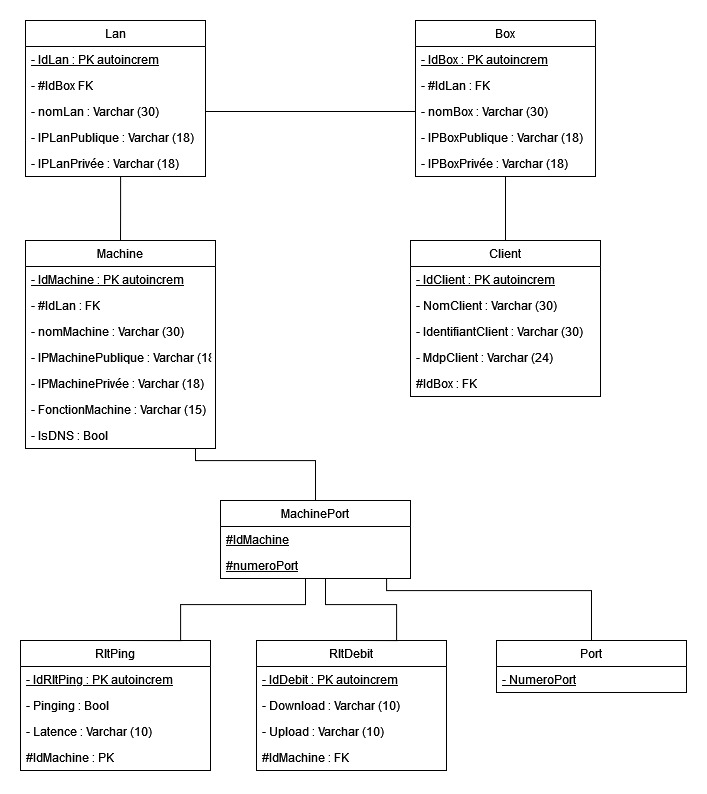 Lan
- IdLan : PK autoincrem
- #IdBox FK
- nomLan : Varchar (30)
- IPLanPublique : Varchar (18)
- IPLanPrivée : Varchar (18)
Box
- IdBox : PK autoincrem
- #IdLan : FK
- nomBox : Varchar (30)
- IPBoxPublique : Varchar (18)
- IPBoxPrivée : Varchar (18)
Machine
- IdMachine : PK autoincrem
- #IdLan : FK
- nomMachine : Varchar (30)
- IPMachinePublique : Varchar (18
- IPMachinePrivée : Varchar (18)
- FonctionMachine : Varchar (15)
- IsDNS : Bool
Client
- IdClient : PK autoincrem
- NomClient : Varchar (30)
- IdentifiantClient : Varchar (30)
- MdpClient : Varchar (24)
#IdBox : FK
MachinePort
#IdMachine
#numeroPort
RltPing
- IdRltPing : PK autoincrem
- Pinging : Bool
- Latence : Varchar (10)
#IdMachine : PK
RltDebit
- IdDebit : PK autoincrem
- Download : Varchar (10)
- Upload : Varchar (10)
#IdMachine : FK
Port
- NumeroPort